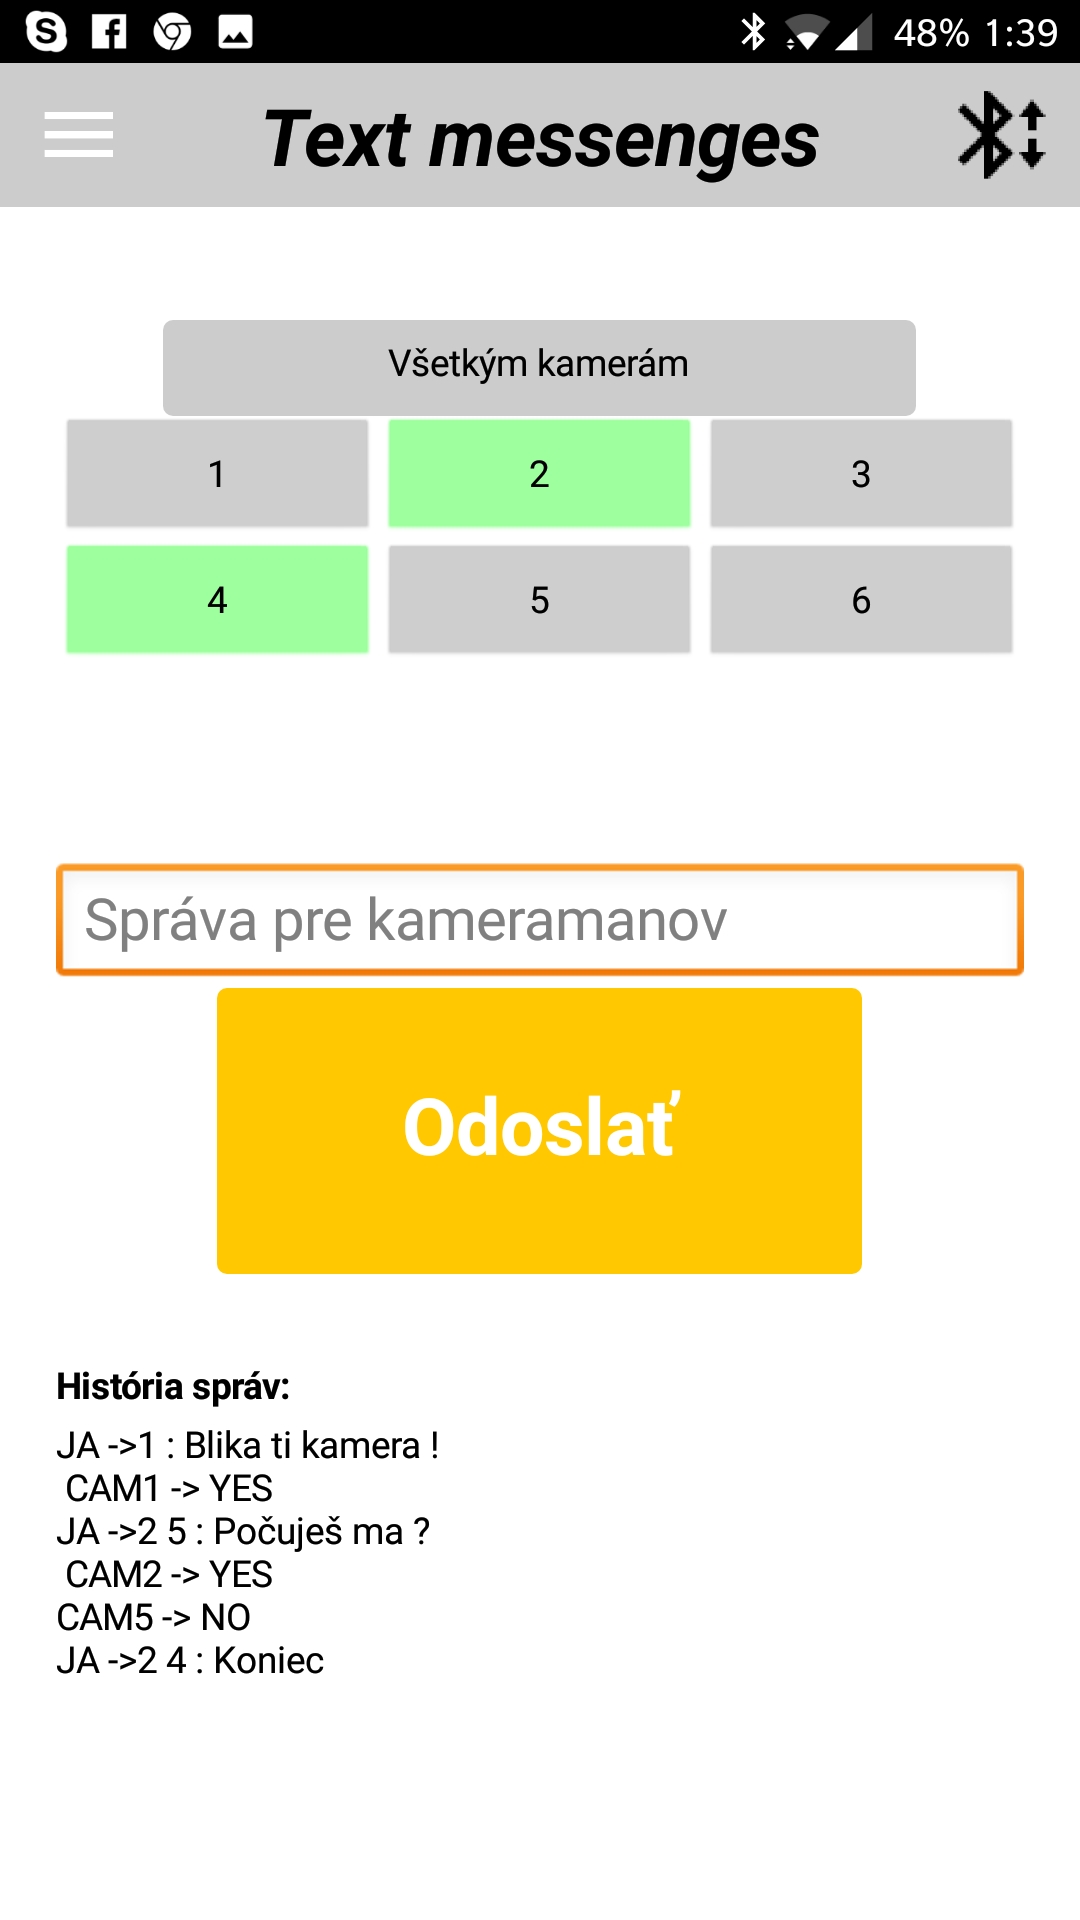 48% 1:39
Text messenges
Všetkým kamerám
1 2 3
4 5 6
Správa pre kameramanov
Odoslať
História správ:
JA ->1 : Blika ti kamera !
CAM1 -> YES
JA ->2 5 : Počuješ ma ?
CAM2 -> YES
CAM5 -> NO
JA ->2 4 : Koniec